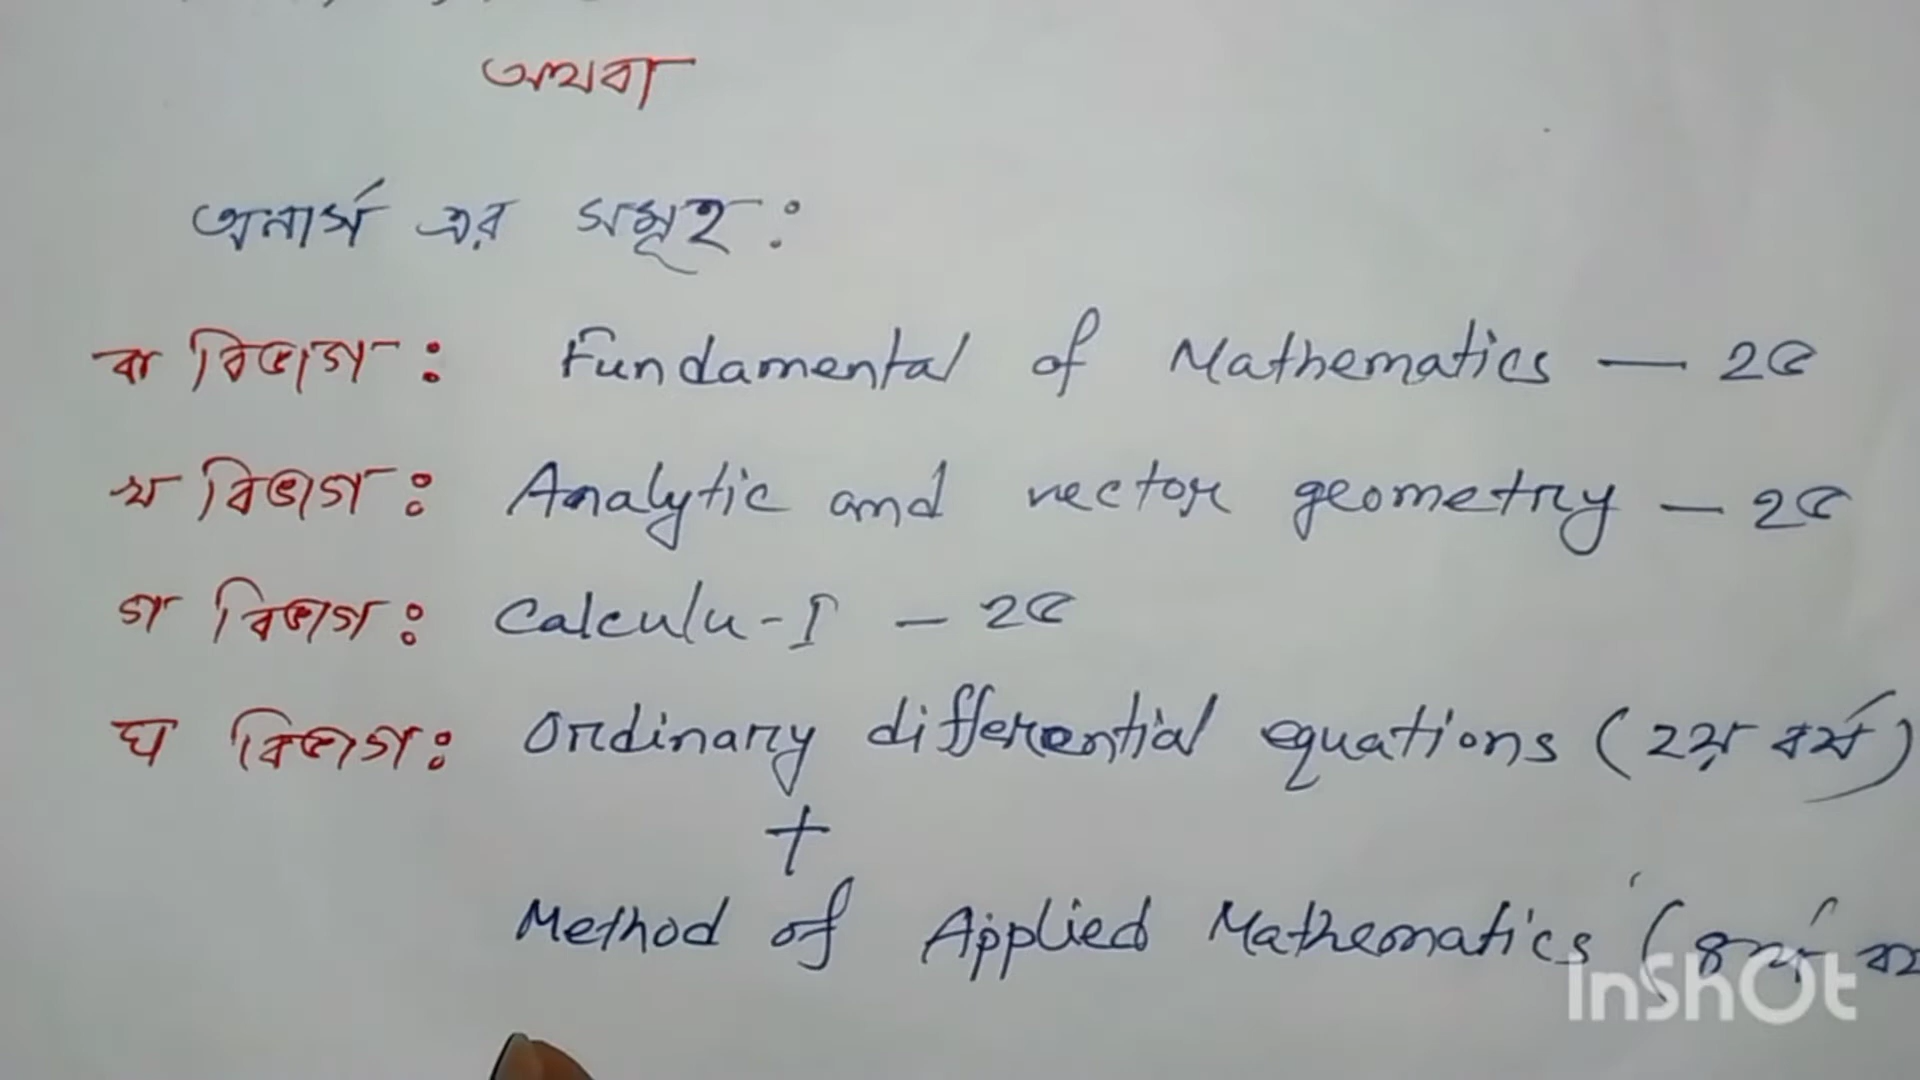 অথবা
অনার্স এর সমূহ:
ক বিভাগ: Fundamental of Mathematics — ২৫
খ বিভাগ: Analytic and vector geometry — ২৫
গ বিভাগ: Calculu-I — ২৫
ঘ বিভাগ: Ordinary differential equations (২য় বর্ষ)
+
Method of Applied Mathematics (৪র্থ
InShOt